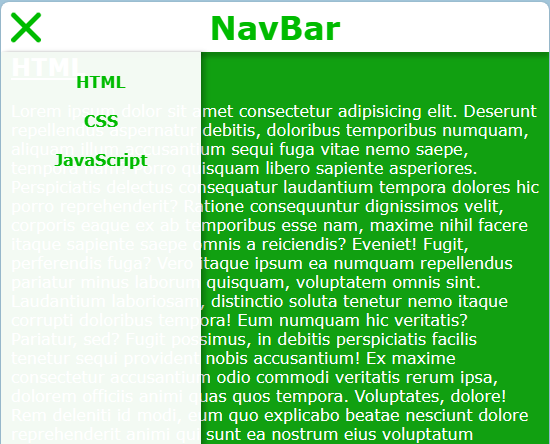 NavBar
HTML
HTML
CSS
JavaScript
Lorem ipsum dolor sit amet consectetur adipisicing elit. Deserunt
repellendus aspernatur debitis, doloribus temporibus numquam,
aliquam illum accusantium sequi fuga vitae nemo saepe,
porro quisquam libero sapiente asperiores.
Perspiciatis delectus consequatur laudantium tempora dolores hic
porro reprehenderit? Ratione consequuntur dignissimos velit,
corporis eaque ex ab temporibus esse nam, maxime nihil facere
itaque sapiente saepe omnis a reiciendis? Eveniet! Fugit,
perferendis fuga? Vero itaque ipsum ea numquam repellendus
pariatur minus laborum quisquam, voluptatem omnis sint.
Laudantium laboriosam, distinctio soluta tenetur nemo itaque
corrupti doloribus tempora! Eum numquam hic veritatis?
Pariatur, sed? Fugit possimus, in debitis perspiciatis facilis
tenetur sequi provident nobis accusantium! Ex maxime
consectetur accusantium odio commodi veritatis rerum ipsa,
dolorem officiis animi quas quos tempora. Voluptates, dolore!
Rem deleniti id modi, eum quo explicabo beatae nesciunt dolore
reprehenderit animi qui sunt ea nostrum eius voluptatum